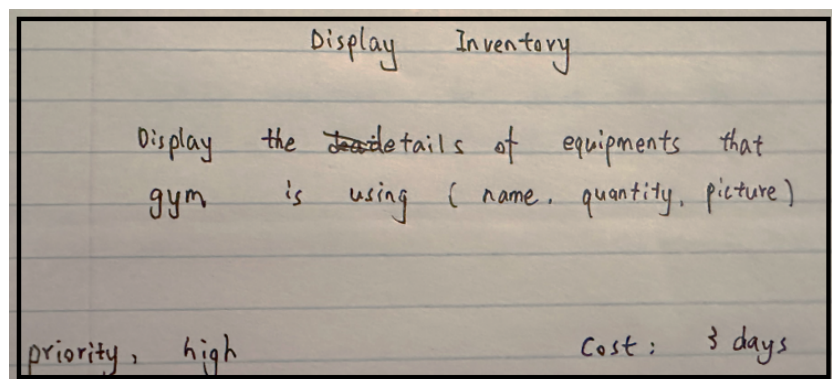 Display Inventory
Display the details of equipments that
gym is using ( name, quantity, picture )
priority, high Cost: 3 days